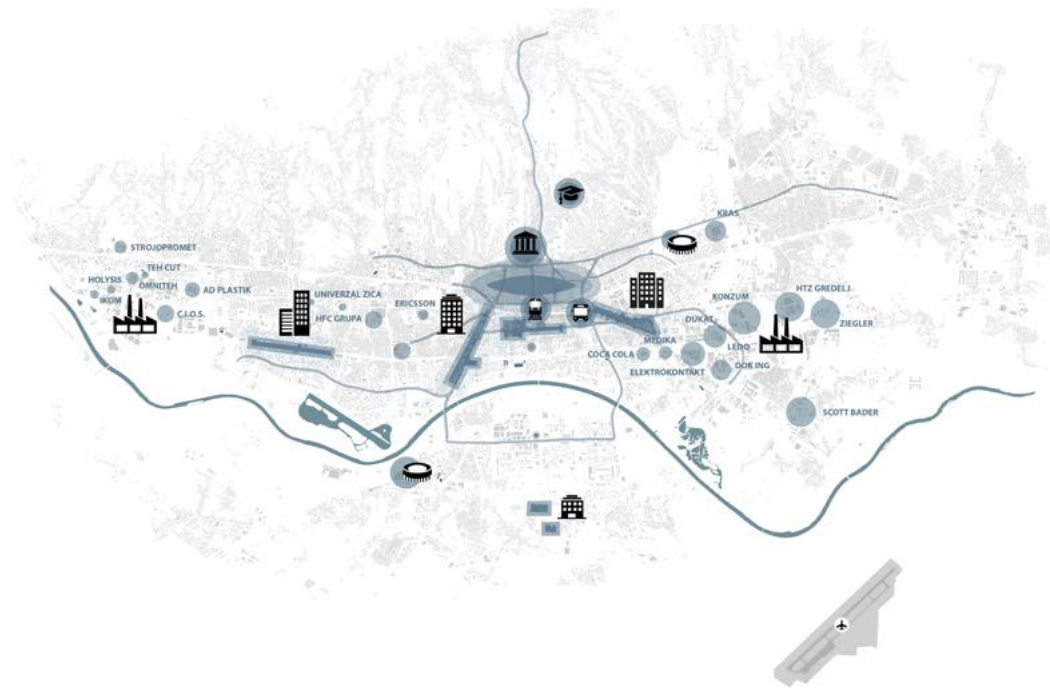 KRAS
STROJOPROMET
TEH CUT
HOLYSIS
OMNITEH
IKOM
AD PLASTIK
C.I.O.S.
UNIVERZAL ZICA
HFC GRUPA
ERICSSON
KONZUM
HTZ GREDELJ
ZIEGLER
DUKAT
LEDO
MEDIKA
COCA COLA
ELEKTROKONTAKT
DOK ING
SCOTT BADER